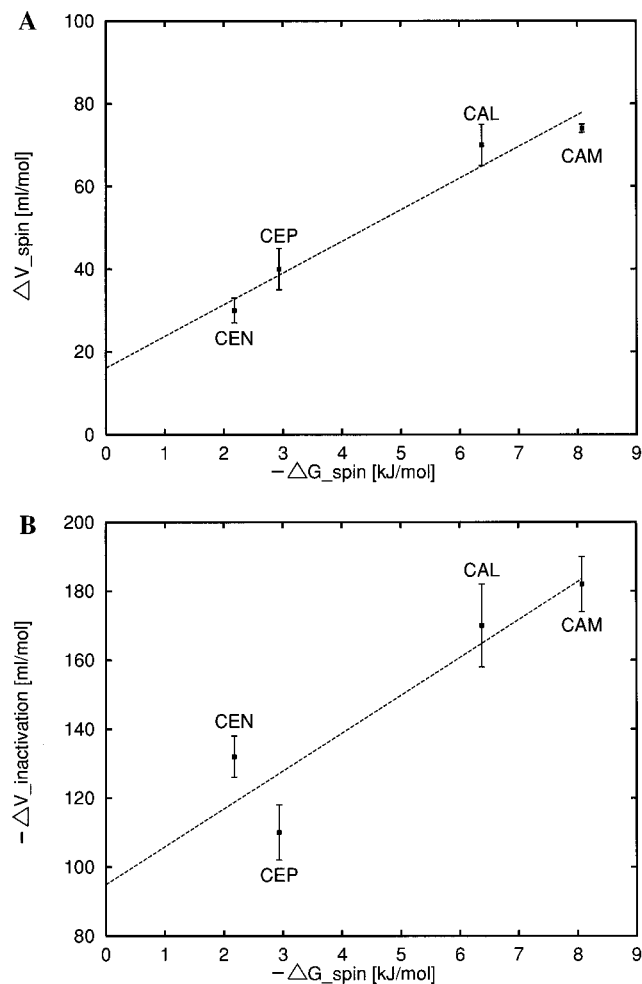 A
100
80
60
40
20
0
△V_spin [ml/mol]
CAL
CAM
CEP
CEN
0 1 2 3 4 5 6 7 8 9
−△G_spin [kJ/mol]
B
200
180
160
140
120
100
80
−△V_inactivation [ml/mol]
CAL
CAM
CEN
CEP
0 1 2 3 4 5 6 7 8 9
−△G_spin [kJ/mol]